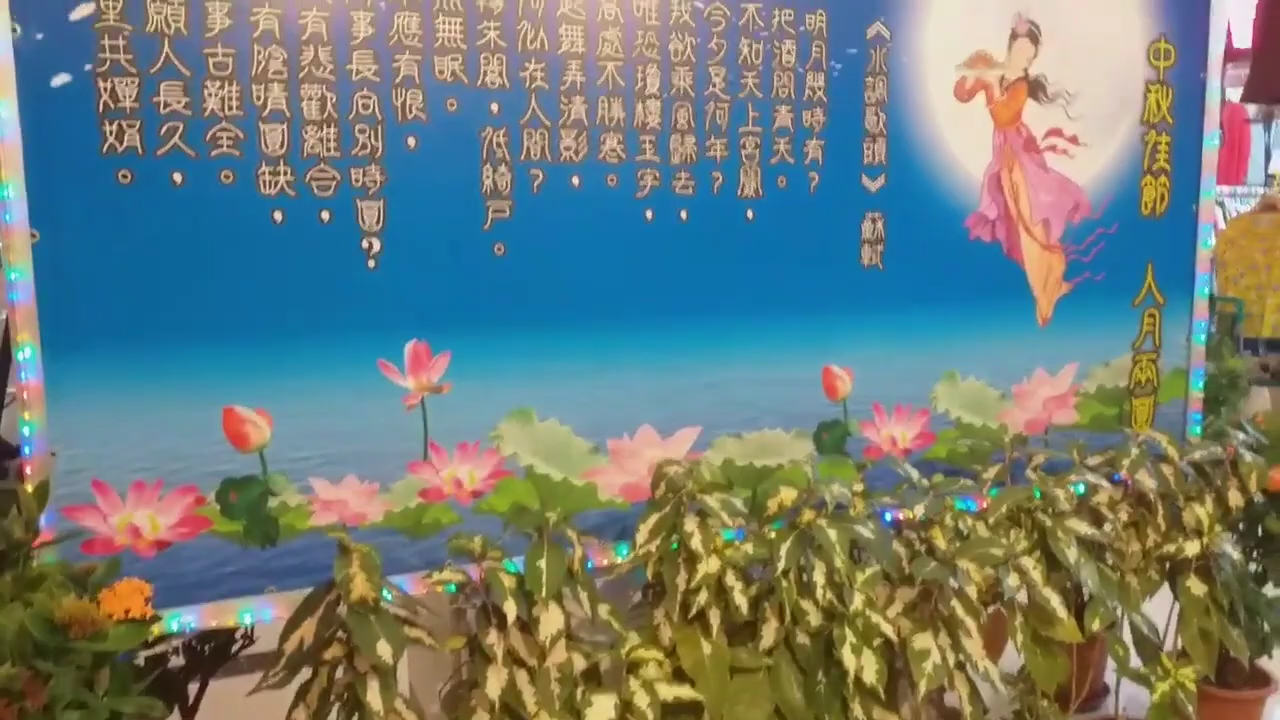 中秋佳節 人月兩圓
《水調歌頭》 蘇軾
明月幾時有？
把酒問青天。
不知天上宮闕，
今夕是何年？
我欲乘風歸去，
唯恐瓊樓玉宇，
高處不勝寒。
起舞弄清影，
何似在人間？
轉朱閣，低綺戶。
無眠。
應有恨，
事長向別時圓？
有悲歡離合，
有陰晴圓缺，
事古難全。
願人長久，
里共嬋娟。